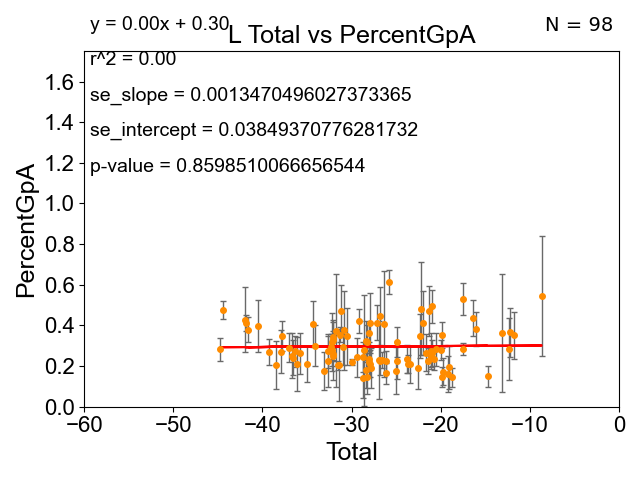 y = 0.00x + 0.30
N = 98
L Total vs PercentGpA
r^2 = 0.00
se_slope = 0.0013470496027373365
se_intercept = 0.03849370776281732
p-value = 0.8598510066656544
PercentGpA
1.6
1.4
1.2
1.0
0.8
0.6
0.4
0.2
0.0
−60 −50 −40 −30 −20 −10 0
Total